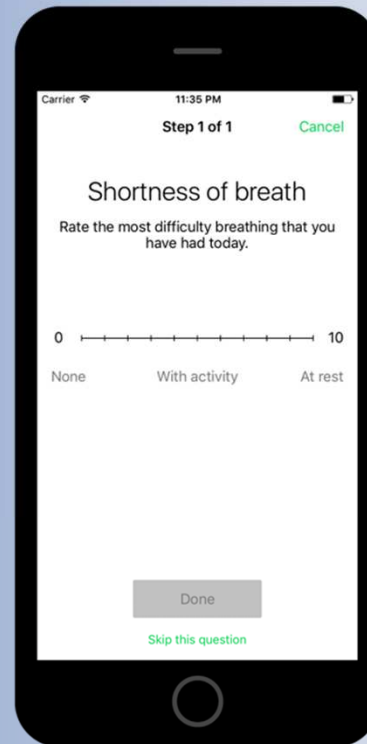 Carrier 11:35 PM
Step 1 of 1 Cancel
Shortness of breath
Rate the most difficulty breathing that you
have had today.
0 10
None With activity At rest
Done
Skip this question